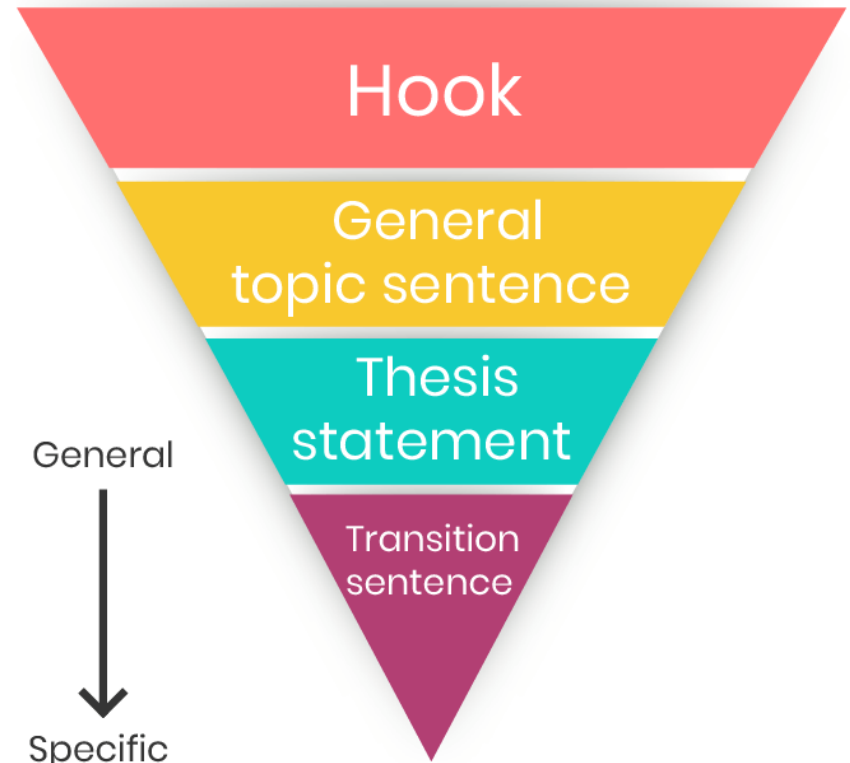 Hook
General
topic sentence
Thesis
statement
General
Transition
sentence
Specific